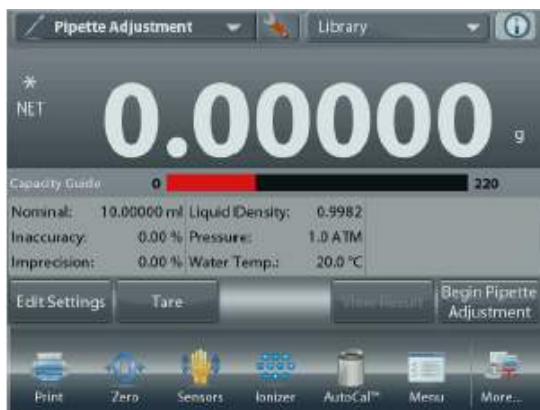 Pipette Adjustment Library
*
NET
0.00000 g
Capacity Guide 0 220
Nominal: 10.00000 ml Liquid Density: 0.9982
Inaccuracy: 0.00 % Pressure: 1.0 ATM
Imprecision: 0.00 % Water Temp.: 20.0 °C
Edit Settings Tare View Result Begin Pipette
Adjustment
Print Zero Sensors Ionizer AutoCal™ Menu More...